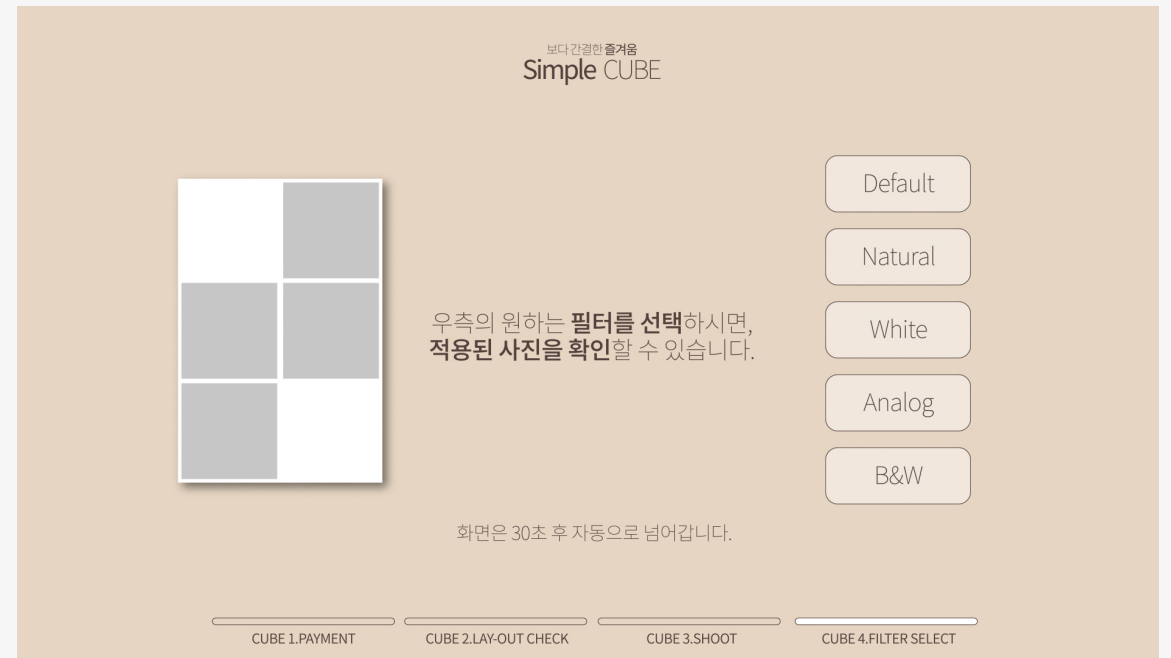 보다 간결한 즐겨움
Simple CUBE
Default
Natural
White
Analog
B&W
우측의 원하는 필터를 선택하시면,
적용된 사진을 확인할 수 있습니다.
화면은 30초 후 자동으로 넘어갑니다.
CUBE 1.PAYMENT
CUBE 2.LAY-OUT CHECK
CUBE 3.SHOOT
CUBE 4.FILTER SELECT